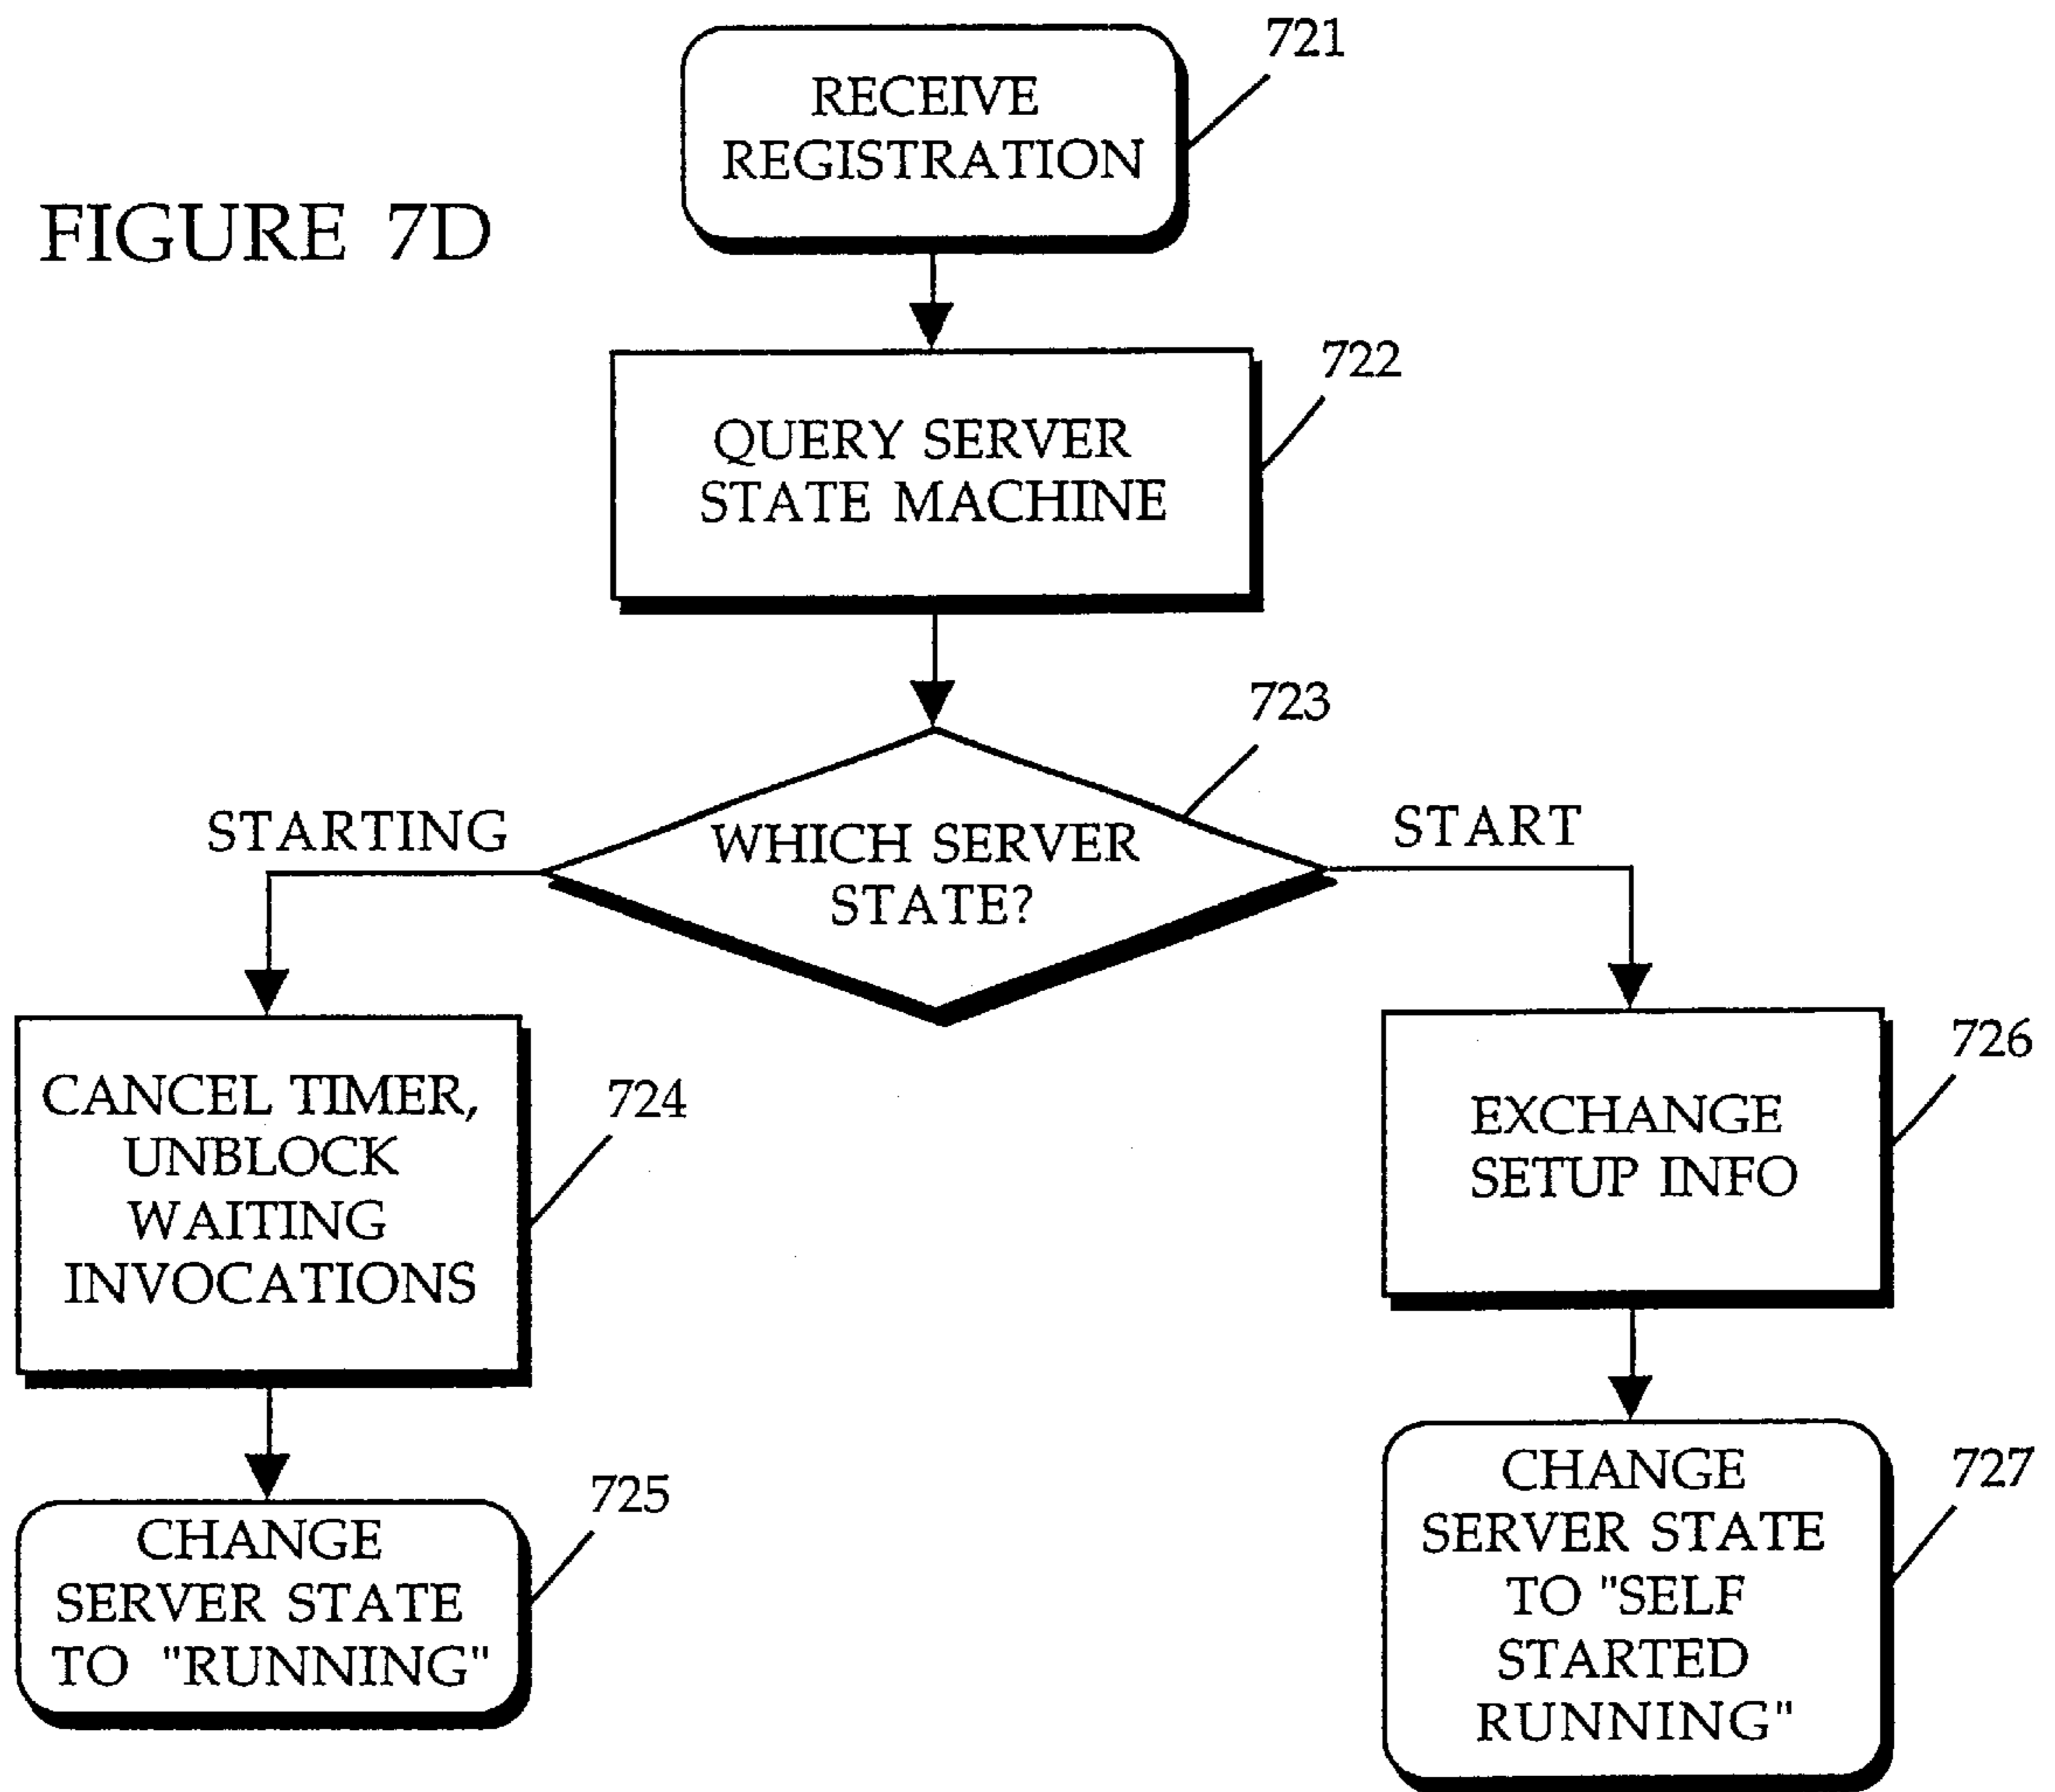 721
RECEIVE
REGISTRATION
FIGURE 7D
722
QUERY SERVER
STATE MACHINE
723
STARTING
WHICH SERVER
STATE?
START
724
CANCEL TIMER,
UNBLOCK
WAITING
INVOCATIONS
726
EXCHANGE
SETUP INFO
725
CHANGE
SERVER STATE
TO "RUNNING"
727
CHANGE
SERVER STATE
TO "SELF
STARTED
RUNNING"